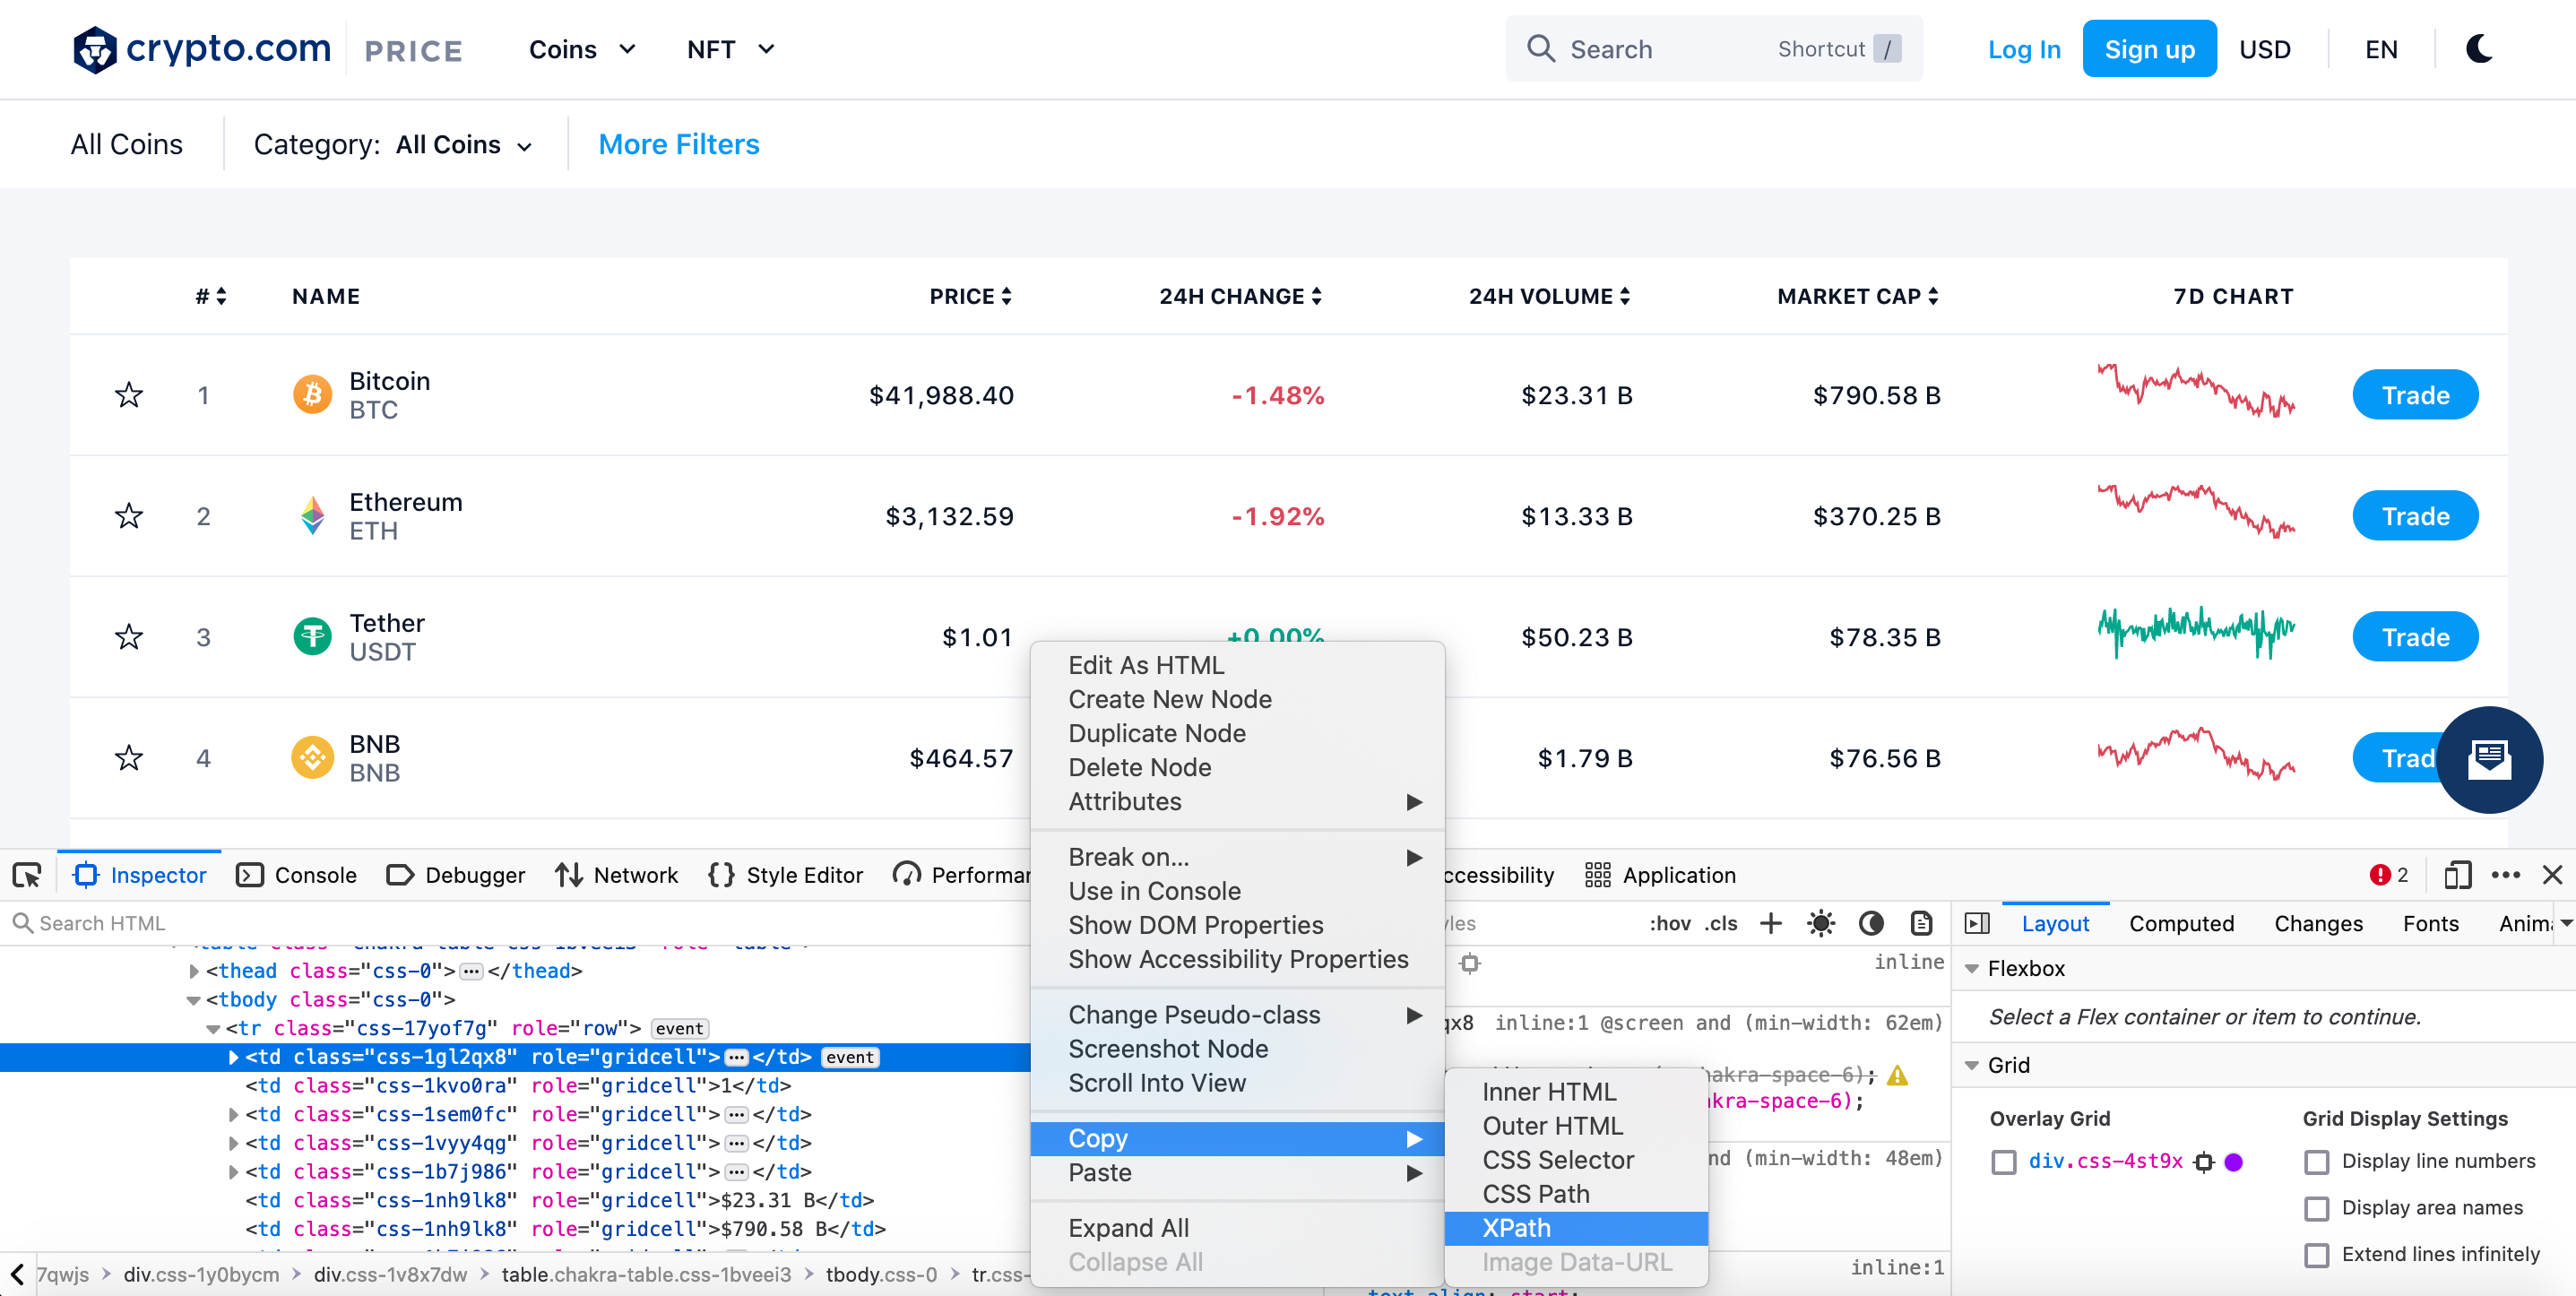 crypto.com PRICE Coins NFT Search Shortcut / Log In Sign up USD EN
All Coins Category: All Coins More Filters
# NAME PRICE 24H CHANGE 24H VOLUME MARKET CAP 7D CHART
1 Bitcoin BTC $41,988.40 -1.48% $23.31 B $790.58 B Trade
2 Ethereum ETH $3,132.59 -1.92% $13.33 B $370.25 B Trade
3 Tether USDT $1.01 +0.00% $50.23 B $78.35 B Trade
4 BNB BNB $464.57 $1.79 B $76.56 B Trad
Edit As HTML
Create New Node
Duplicate Node
Delete Node
Attributes
Break on...
Use in Console
Show DOM Properties
Show Accessibility Properties
Change Pseudo-class
Screenshot Node
Scroll Into View
Copy
Paste
Expand All
Collapse All
Inner HTML
Outer HTML
CSS Selector
CSS Path
XPath
Image Data-URL
Inspector Console Debugger Network {} Style Editor Performan ccessibility Application 2
Search HTML
<thead class="css-0"> ... </thead>
<tbody class="css-0">
<tr class="css-17yof7g" role="row"> event
<td class="css-1gl2qx8" role="gridcell"> ... </td> event
<td class="css-1kvo0ra" role="gridcell">1</td>
<td class="css-1sem0fc" role="gridcell"> ... </td>
<td class="css-1vyy4qg" role="gridcell"> ... </td>
<td class="css-1b7j986" role="gridcell"> ... </td>
<td class="css-1nh9lk8" role="gridcell">$23.31 B</td>
<td class="css-1nh9lk8" role="gridcell">$790.58 B</td>
7qwjs > div.css-1y0bycm > div.css-1v8x7dw > table.chakra-table.css-1bveei3 > tbody.css-0 > tr.css-
:hov .cls +
inline
qx8 inline:1 @screen and (min-width: 62em)
hakra-space-6);
akra-space-6);
nd (min-width: 48em)
inline:1
text-align: start;
Layout Computed Changes Fonts Anim
Flexbox
Select a Flex container or item to continue.
Grid
Overlay Grid
div.css-4st9x
Grid Display Settings
Display line numbers
Display area names
Extend lines infinitely